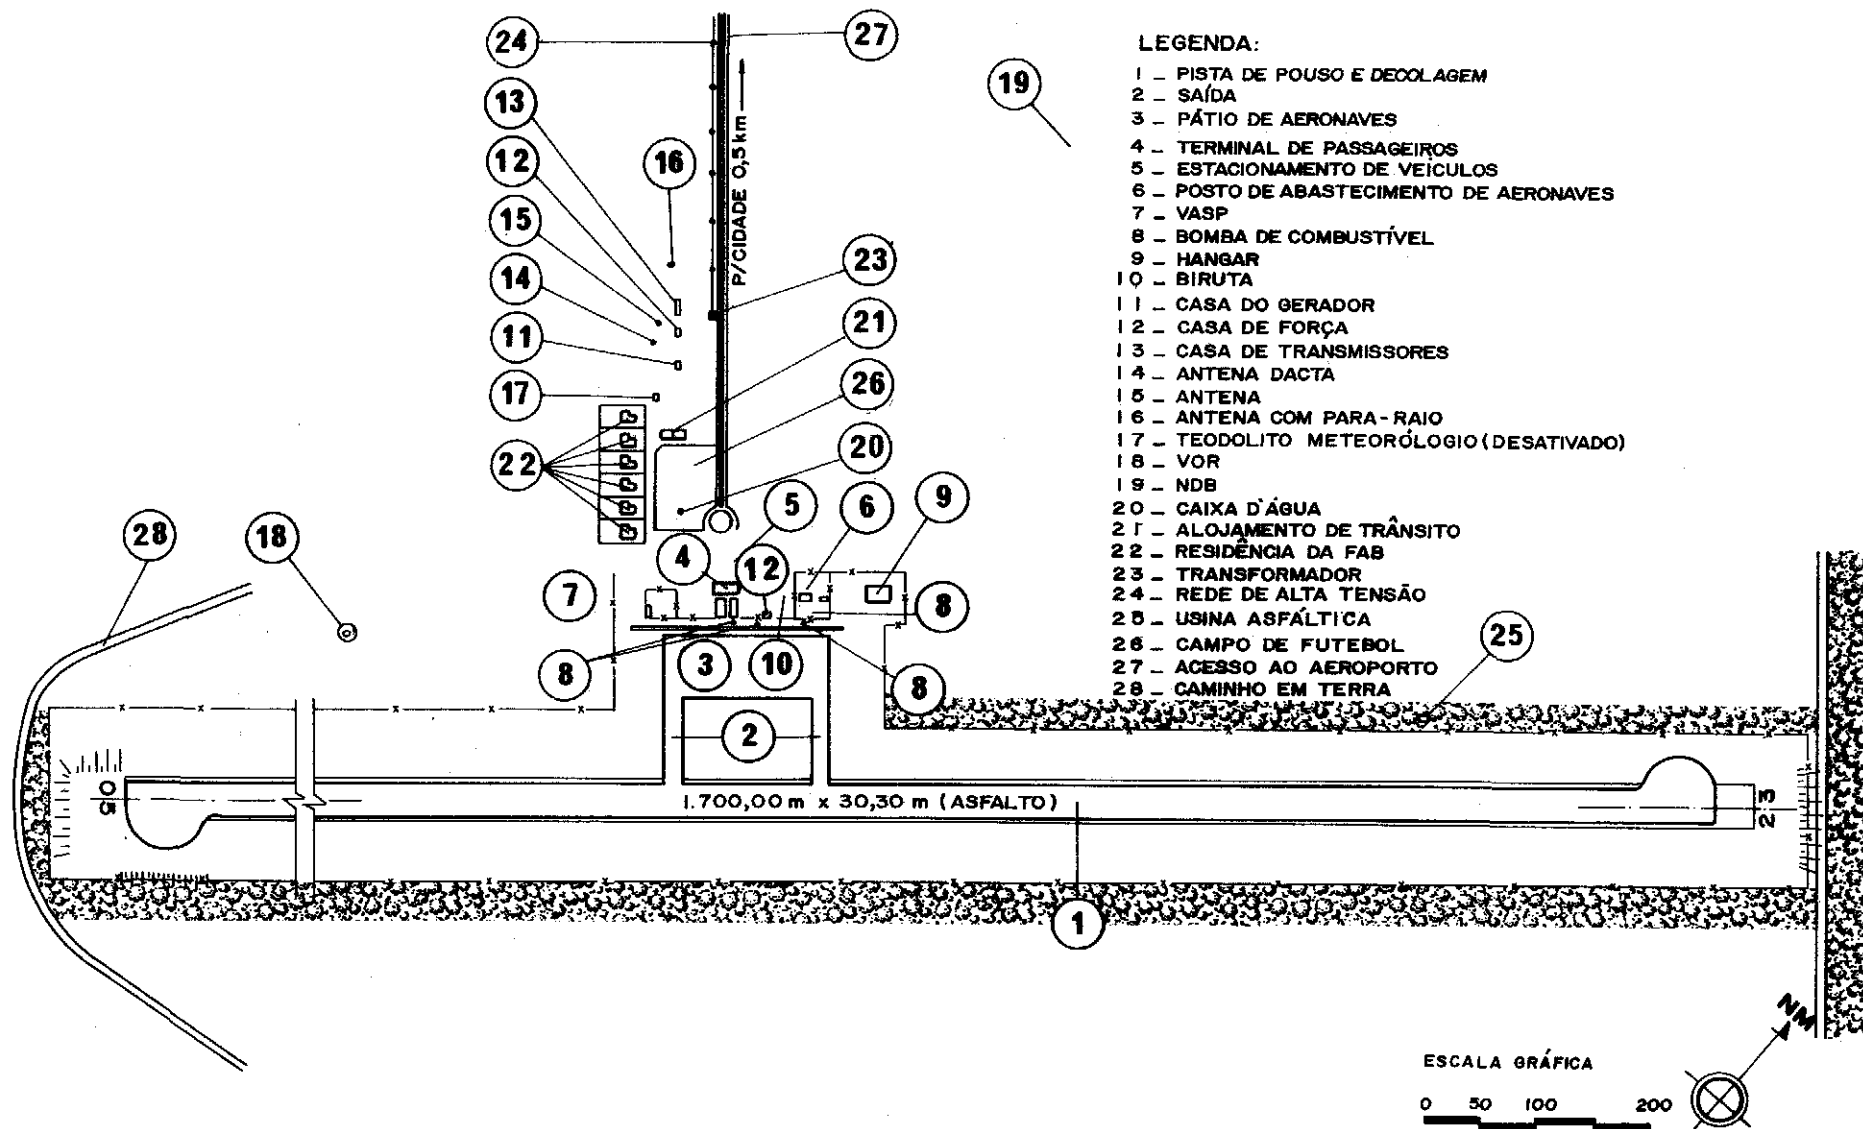 24
27
13
19
12
16
15
14
23
11
21
17
26
22
20
5
6
9
28
18
4
12
7
8
8
3
10
8
25
2
1
P/CIDADE 0,5 km
LEGENDA:
1 _ PISTA DE POUSO E DECOLAGEM
2 _ SAÍDA
3 _ PÁTIO DE AERONAVES
4 _ TERMINAL DE PASSAGEIROS
5 _ ESTACIONAMENTO DE VEÍCULOS
6 _ POSTO DE ABASTECIMENTO DE AERONAVES
7 _ VASP
8 _ BOMBA DE COMBUSTÍVEL
9 _ HANGAR
10 _ BIRUTA
11 _ CASA DO GERADOR
12 _ CASA DE FORÇA
13 _ CASA DE TRANSMISSORES
14 _ ANTENA DACTA
15 _ ANTENA
16 _ ANTENA COM PARA-RAIO
17 _ TEODOLITO METEORÓLOGIO (DESATIVADO)
18 _ VOR
19 _ NDB
20 _ CAIXA D'ÁGUA
21 _ ALOJAMENTO DE TRÂNSITO
22 _ RESIDÊNCIA DA FAB
23 _ TRANSFORMADOR
24 _ REDE DE ALTA TENSÃO
25 _ USINA ASFÁLTICA
26 _ CAMPO DE FUTEBOL
27 _ ACESSO AO AEROPORTO
28 _ CAMINHO EM TERRA
05
1.700,00 m x 30,30 m (ASFALTO)
23
NM
ESCALA GRÁFICA
0 50 100 200